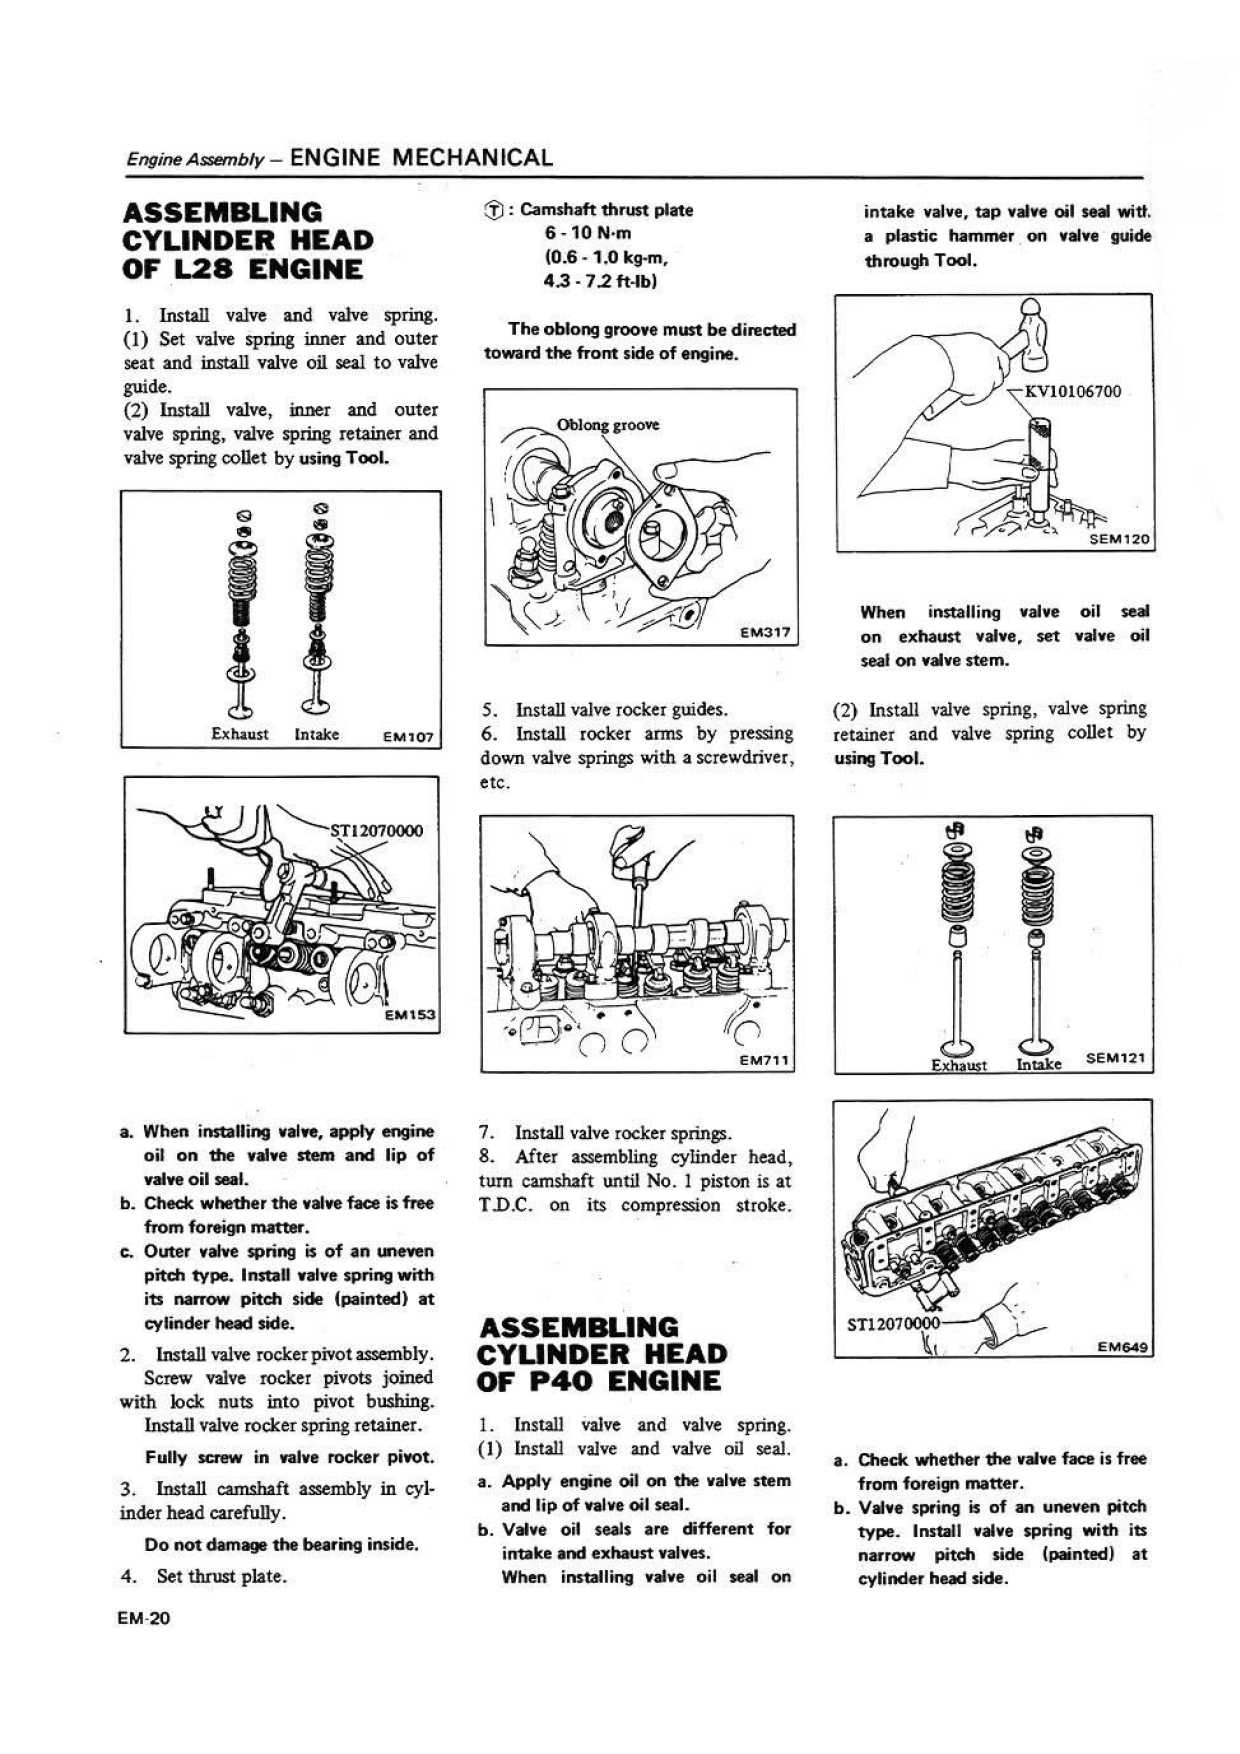 Engine Assembly – ENGINE MECHANICAL
ASSEMBLING
CYLINDER HEAD
OF L28 ENGINE
1. Install valve and valve spring.
(1) Set valve spring inner and outer
seat and install valve oil seal to valve
guide.
(2) Install valve, inner and outer
valve spring, valve spring retainer and
valve spring collet by using Tool.
Exhaust Intake EM107
ST12070000
EM153
a. When installing valve, apply engine
oil on the valve stem and lip of
valve oil seal.
b. Check whether the valve face is free
from foreign matter.
c. Outer valve spring is of an uneven
pitch type. Install valve spring with
its narrow pitch side (painted) at
cylinder head side.
2. Install valve rocker pivot assembly.
Screw valve rocker pivots joined
with lock nuts into pivot bushing.
Install valve rocker spring retainer.
Fully screw in valve rocker pivot.
3. Install camshaft assembly in cyl-
inder head carefully.
Do not damage the bearing inside.
4. Set thrust plate.
EM-20
Ⓣ : Camshaft thrust plate
6 - 10 N·m
(0.6 - 1.0 kg-m,
4.3 - 7.2 ft-lb)
The oblong groove must be directed
toward the front side of engine.
Oblong groove
EM317
5. Install valve rocker guides.
6. Install rocker arms by pressing
down valve springs with a screwdriver,
etc.
EM711
7. Install valve rocker springs.
8. After assembling cylinder head,
turn camshaft until No. 1 piston is at
T.D.C. on its compression stroke.
ASSEMBLING
CYLINDER HEAD
OF P40 ENGINE
1. Install valve and valve spring.
(1) Install valve and valve oil seal.
a. Apply engine oil on the valve stem
and lip of valve oil seal.
b. Valve oil seals are different for
intake and exhaust valves.
When installing valve oil seal on
intake valve, tap valve oil seal with
a plastic hammer on valve guide
through Tool.
KV10106700
SEM120
When installing valve oil seal
on exhaust valve, set valve oil
seal on valve stem.
(2) Install valve spring, valve spring
retainer and valve spring collet by
using Tool.
Exhaust Intake SEM121
ST12070000
EM649
a. Check whether the valve face is free
from foreign matter.
b. Valve spring is of an uneven pitch
type. Install valve spring with its
narrow pitch side (painted) at
cylinder head side.